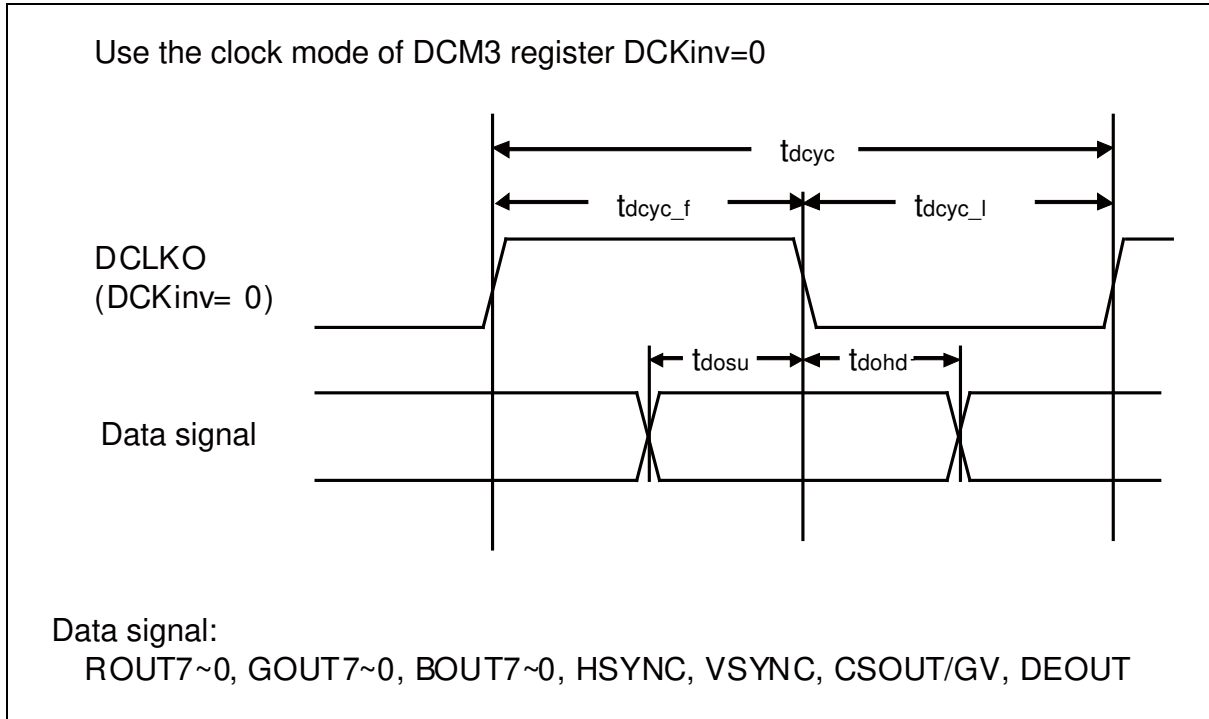 Use the clock mode of DCM3 register DCKinv=0
tdcyc
tdcyc_f
tdcyc_l
DCLKO
(DCKinv= 0)
tdosu
tdohd
Data signal
Data signal:
ROUT7~0, GOUT7~0, BOUT7~0, HSYNC, VSYNC, CSOUT/GV, DEOUT